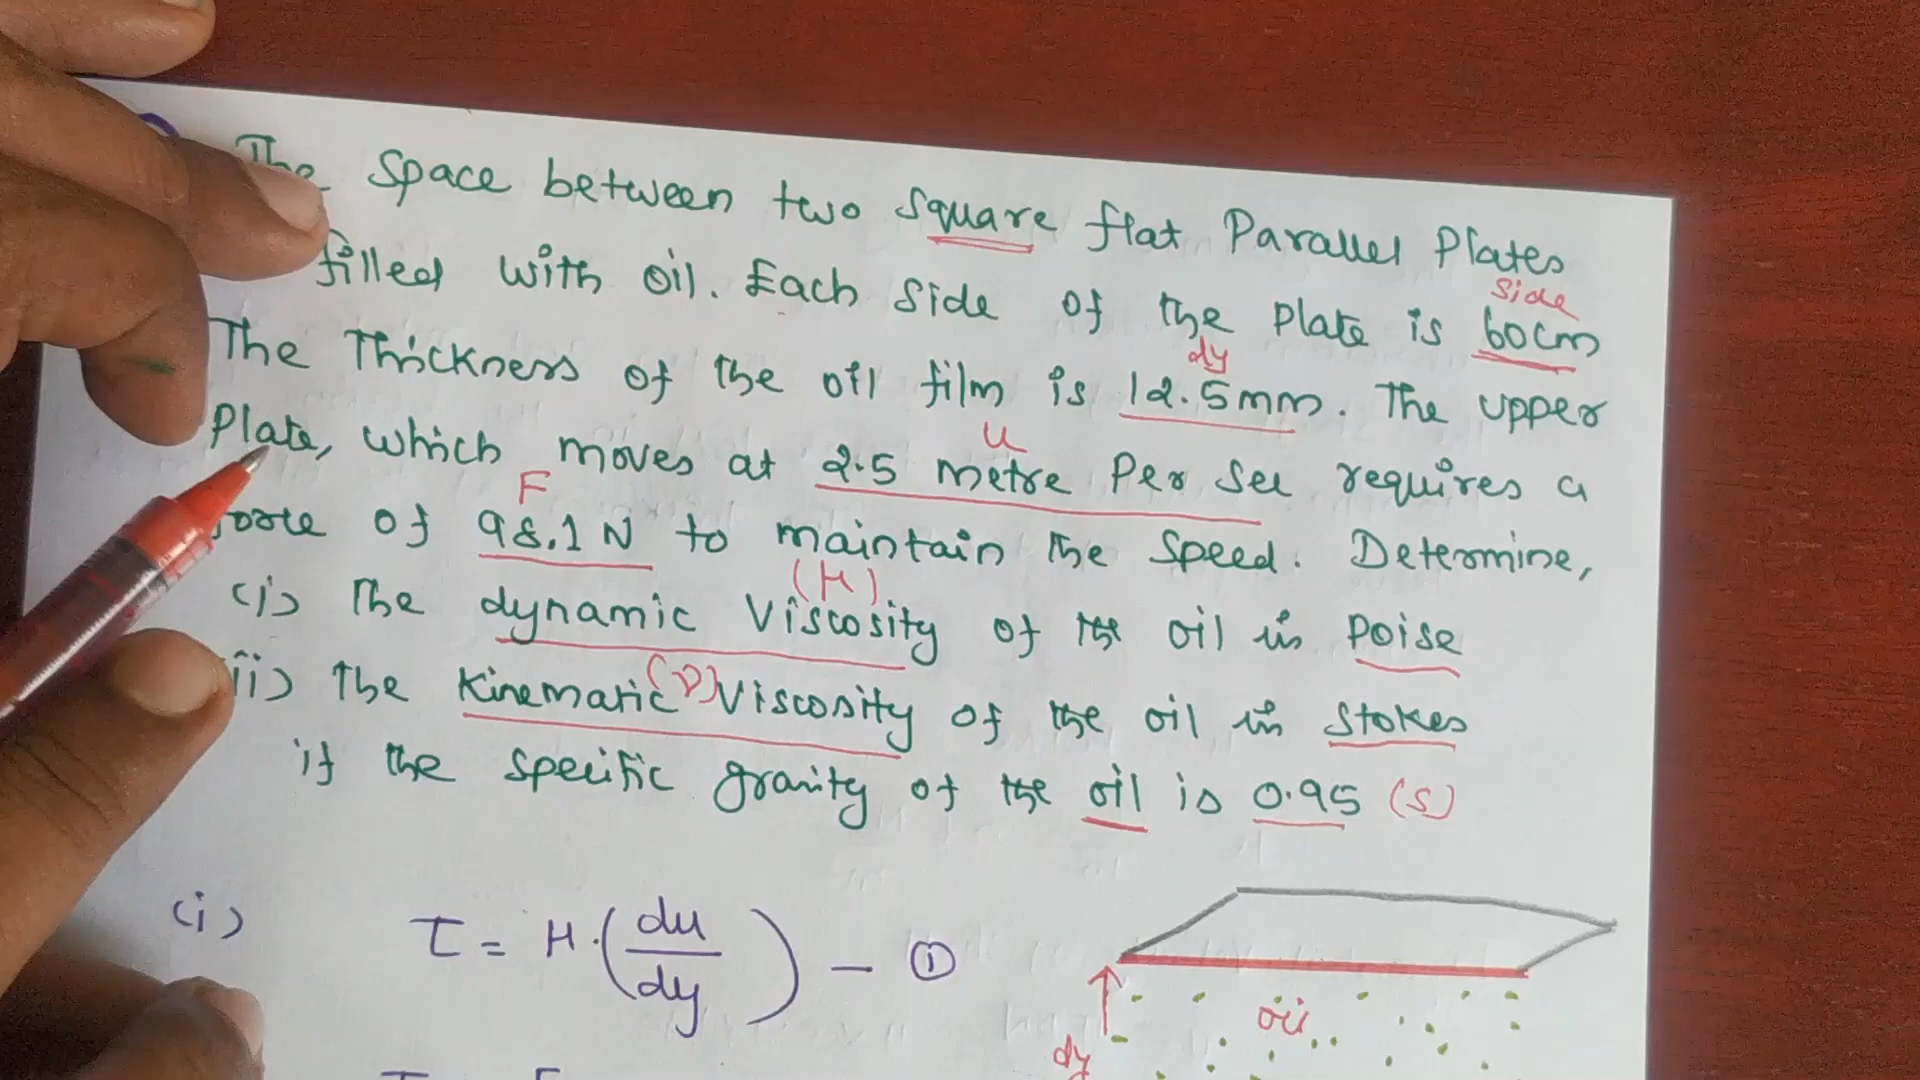 The Space between two square flat Parallel Plates
filled with oil. Each side of the plate is 60cm
side
The Thickness of the oil film is 12.5mm. The upper
dy
Plate, which moves at 2.5 metre Per Sec requires a
u
force of 98.1 N to maintain the speed. Determine,
F
(i) The dynamic Viscosity of the oil in Poise
(μ)
ii) The Kinematic Viscosity of the oil in Stokes
(ν)
if the specific gravity of the oil is 0.95 (S)
(i) τ = μ.(du/dy) - ①
oil
dy